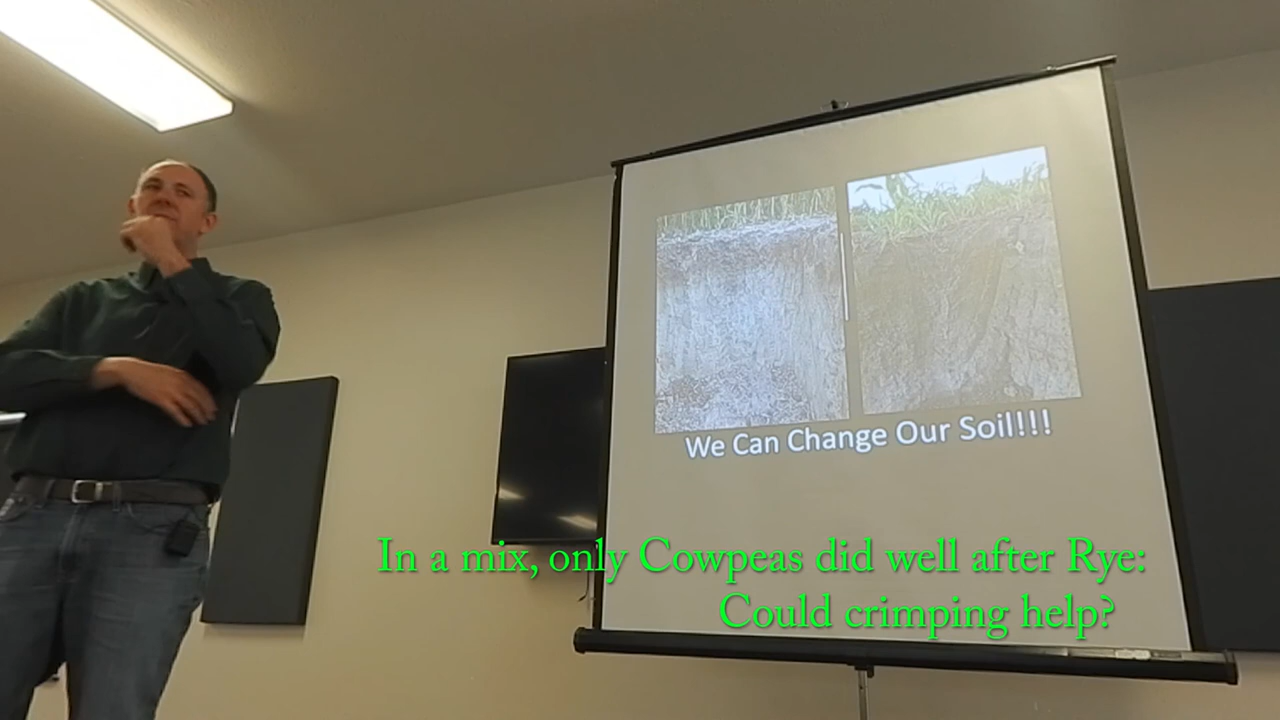 We Can Change Our Soil!!!
In a mix, only Cowpeas did well after Rye:
Could crimping help?